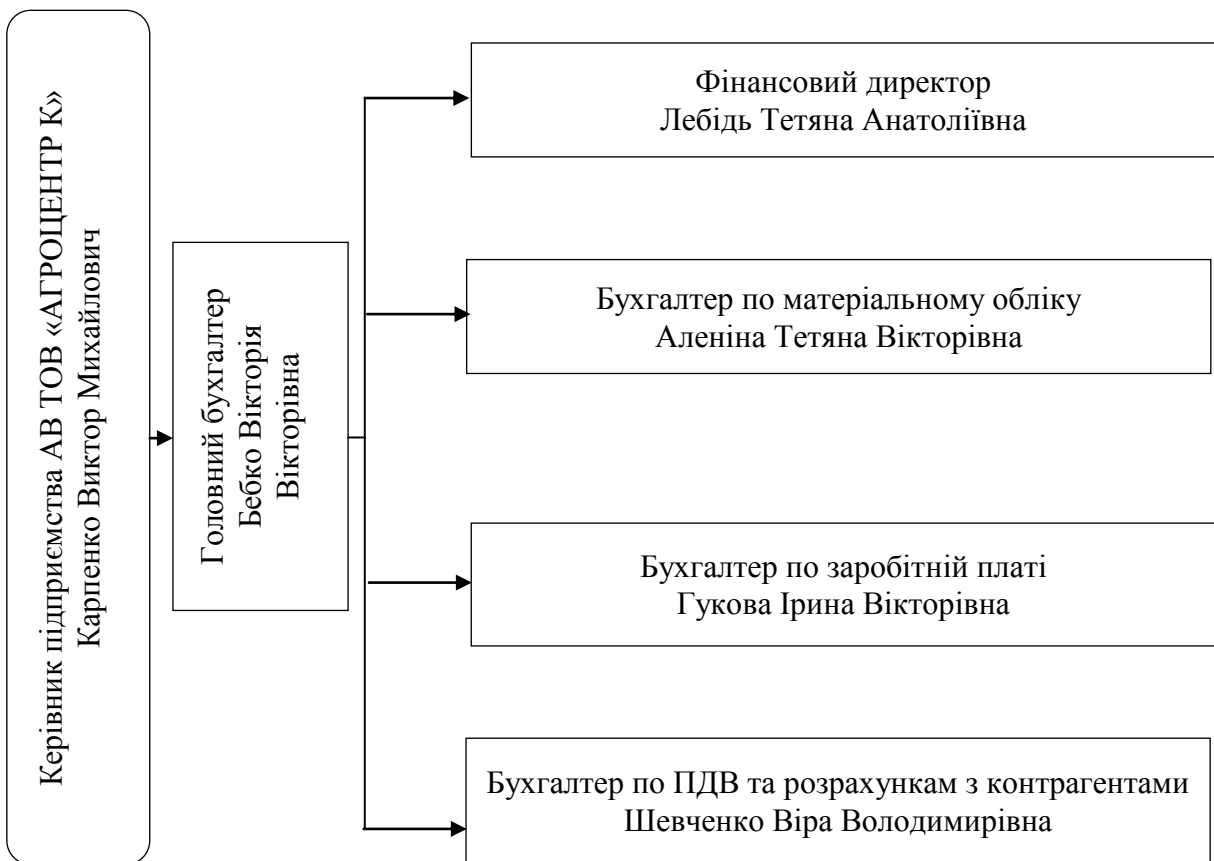 Керівник підприємства АВ ТОВ «АГРОЦЕНТР К»
Карпенко Виктор Михайлович
Головний бухгалтер
Бебко Вікторія
Вікторівна
Фінансовий директор
Лебідь Тетяна Анатоліївна
Бухгалтер по матеріальному обліку
Аленіна Тетяна Вікторівна
Бухгалтер по заробітній платі
Гукова Ірина Вікторівна
Бухгалтер по ПДВ та розрахункам з контрагентами
Шевченко Віра Володимирівна